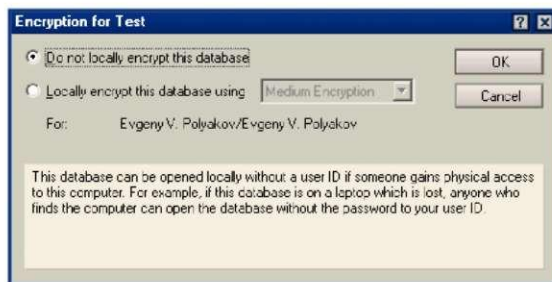 Encryption for Test
Do not locally encrypt this database
OK
Locally encrypt this database using Medium Encryption
Cancel
For: Evgeny V. Polyakov/Evgeny V. Polyakov
This database can be opened locally without a user ID if someone gains physical access
to this computer. For example, if this database is on a laptop which is lost, anyone who
finds the computer can open the database without the password to your user ID.